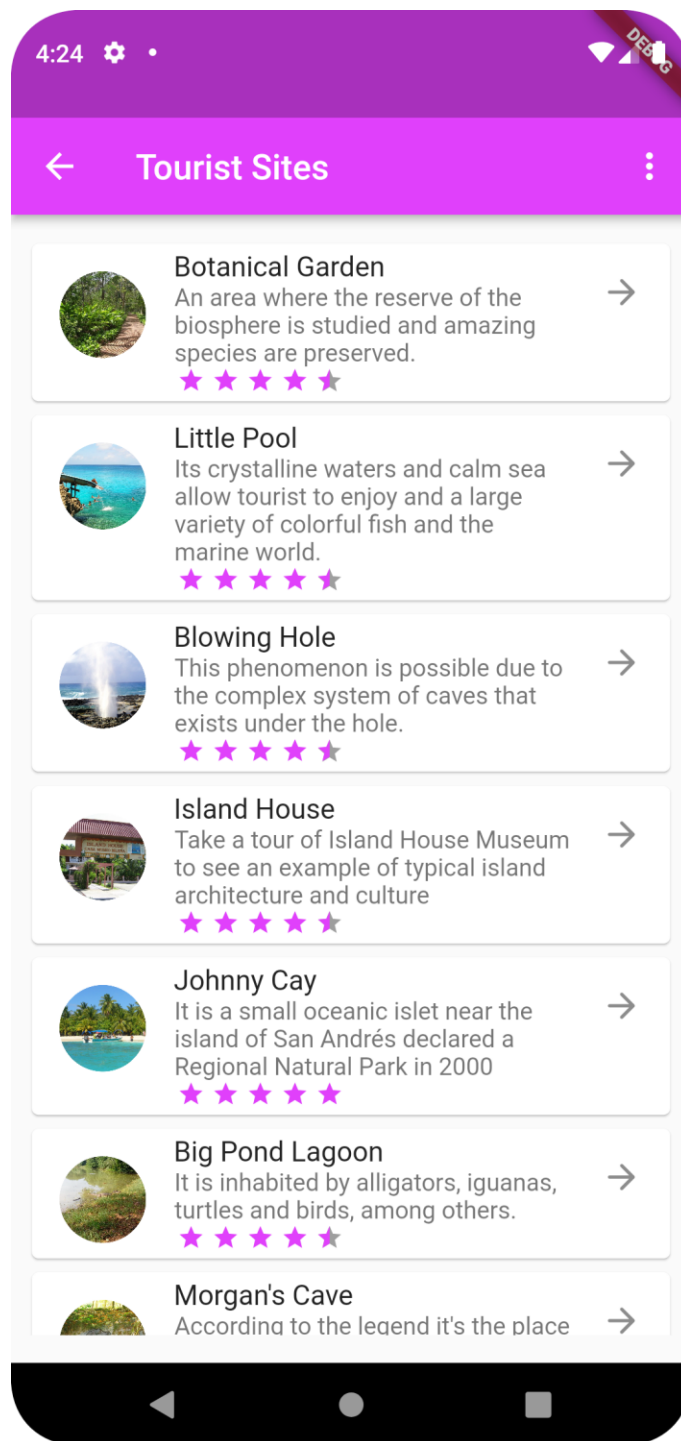 4:24
DEBUG
Tourist Sites
Botanical Garden
An area where the reserve of the
biosphere is studied and amazing
species are preserved.
Little Pool
Its crystalline waters and calm sea
allow tourist to enjoy and a large
variety of colorful fish and the
marine world.
Blowing Hole
This phenomenon is possible due to
the complex system of caves that
exists under the hole.
Island House
Take a tour of Island House Museum
to see an example of typical island
architecture and culture
Johnny Cay
It is a small oceanic islet near the
island of San Andrés declared a
Regional Natural Park in 2000
Big Pond Lagoon
It is inhabited by alligators, iguanas,
turtles and birds, among others.
Morgan's Cave
According to the legend it's the place